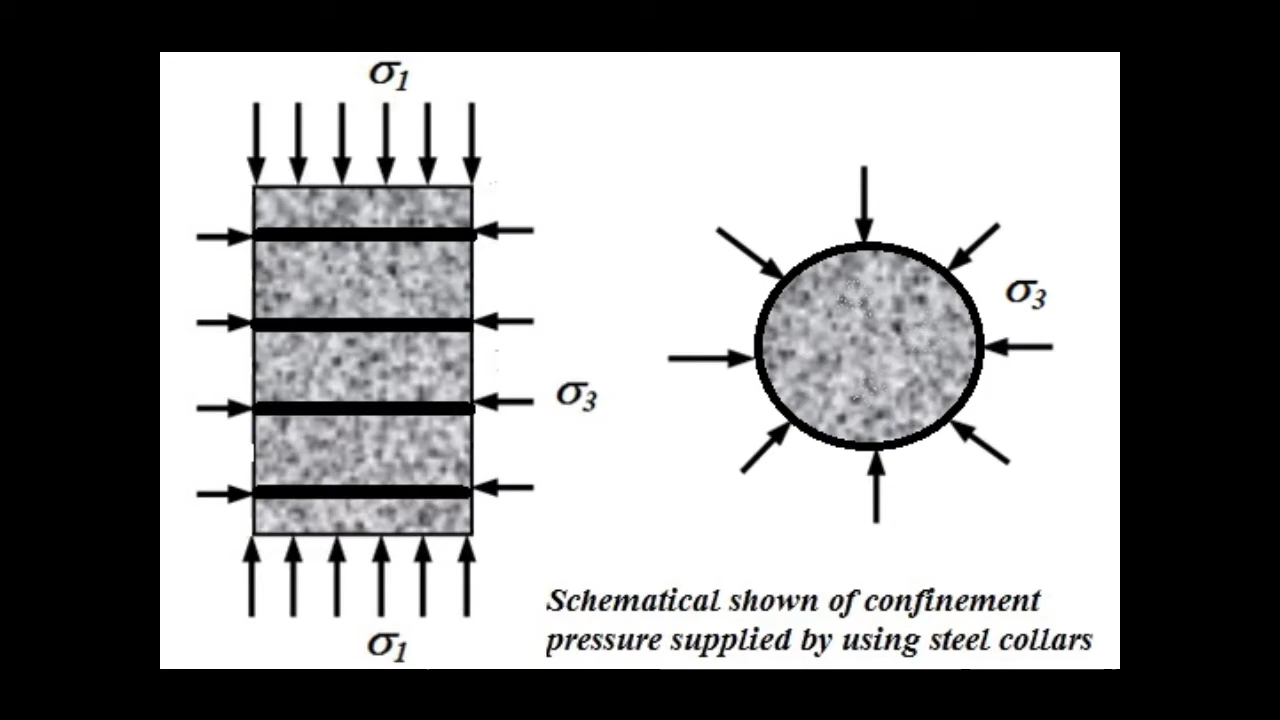 σ1
σ3
σ3
σ1
Schematical shown of confinement
pressure supplied by using steel collars